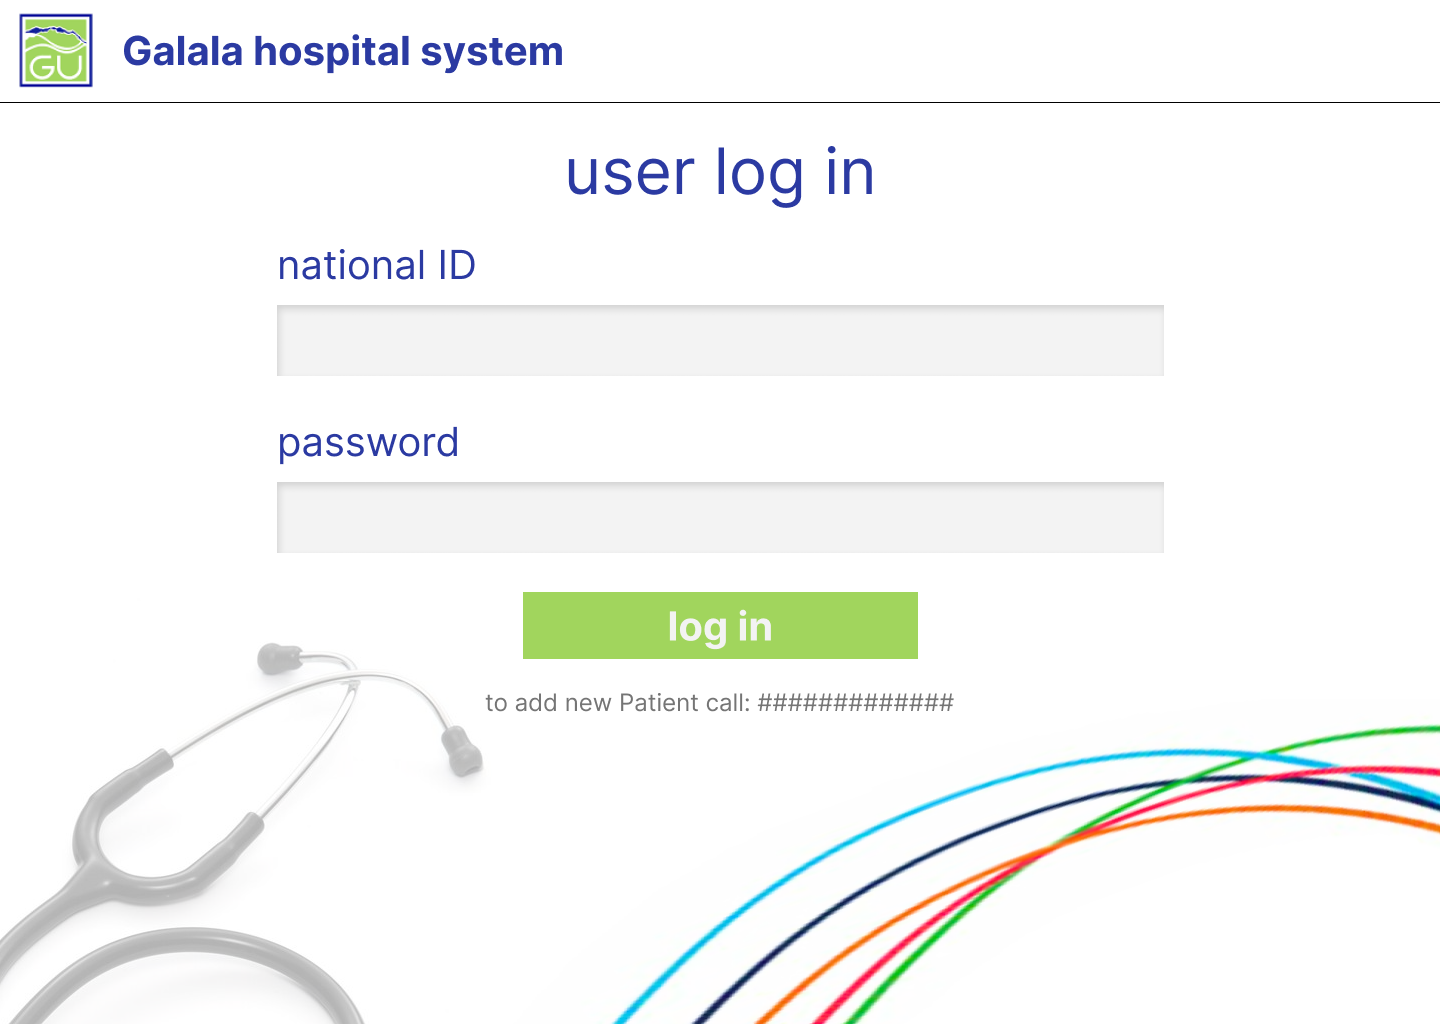 GU
Galala hospital system
user log in
national ID
password
log in
to add new Patient call: #############